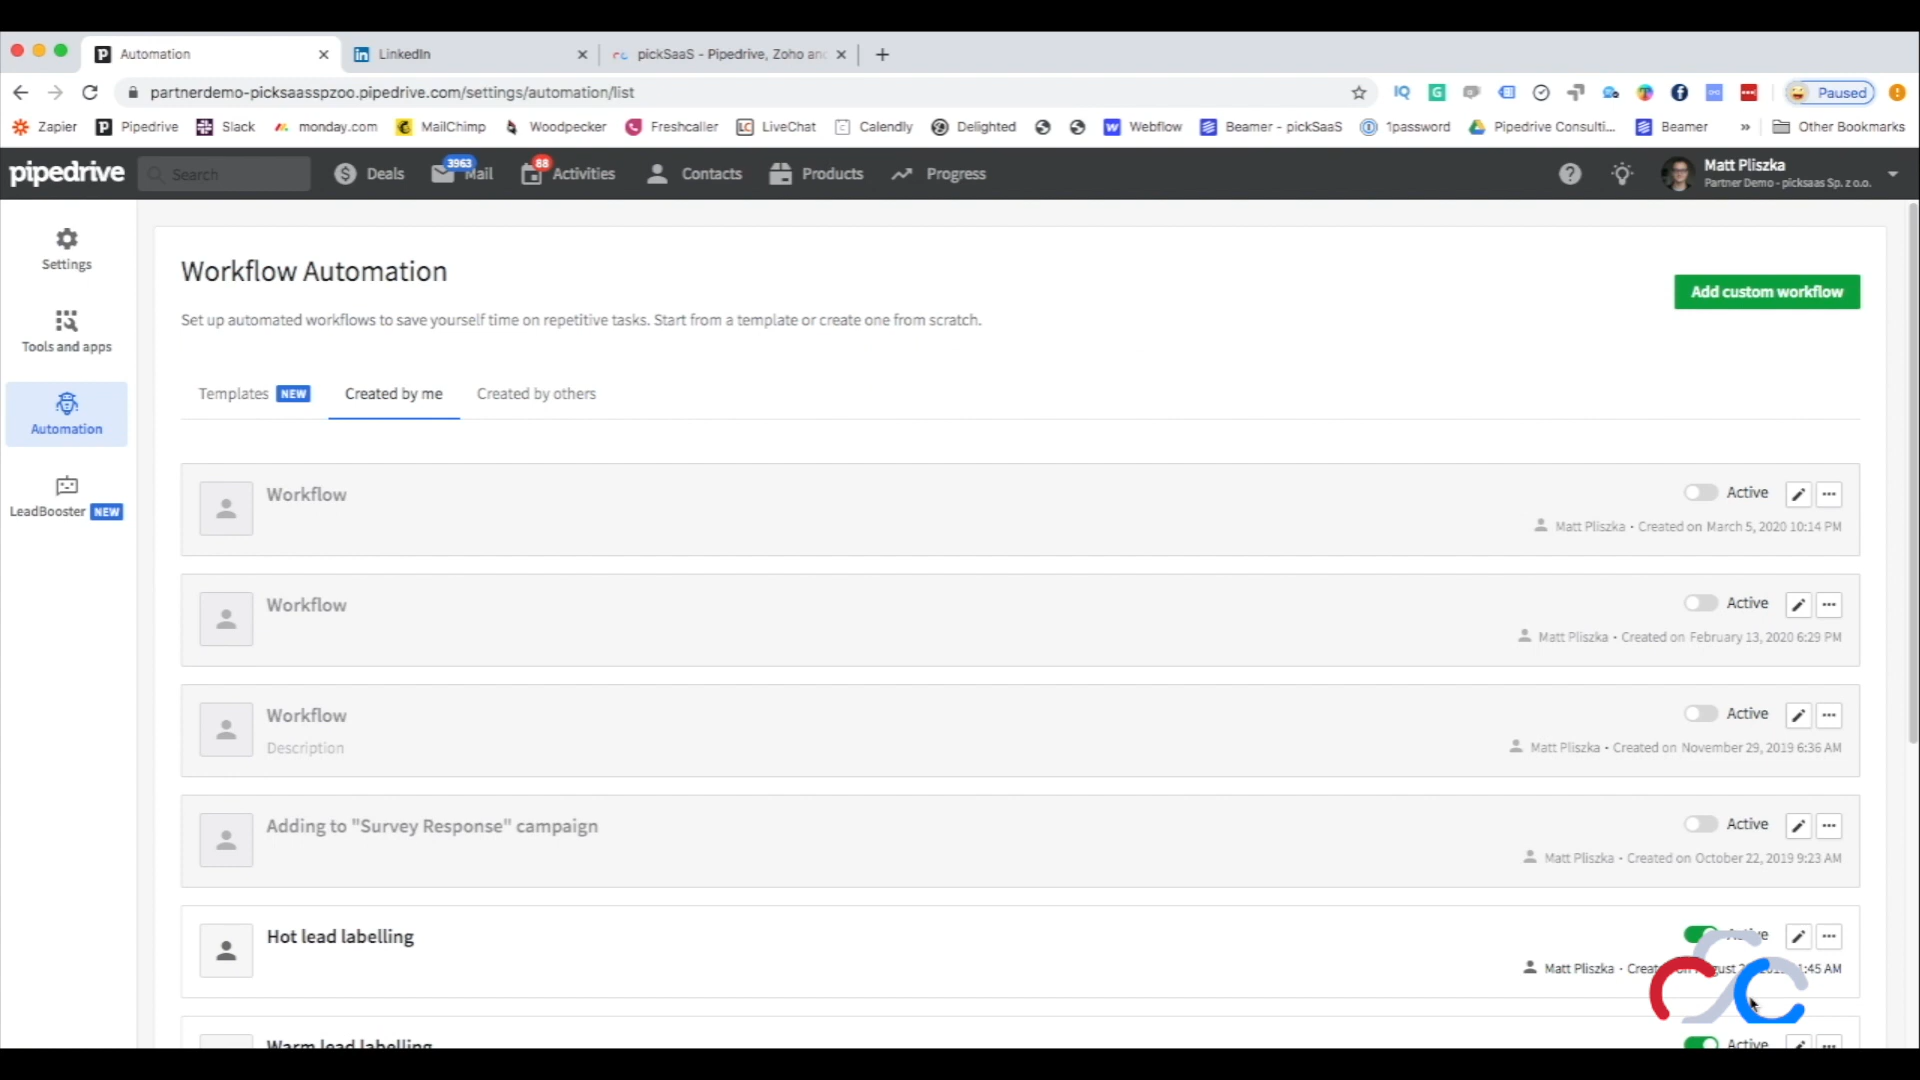 Automation
LinkedIn
pickSaaS - Pipedrive, Zoho and
partnerdemo-picksaasspzoo.pipedrive.com/settings/automation/list
Paused
Zapier
Pipedrive
Slack
monday.com
MailChimp
Woodpecker
Freshcaller
LiveChat
Calendly
Delighted
Webflow
Beamer - pickSaaS
1password
Pipedrive Consulti...
Beamer
»
Other Bookmarks
pipedrive
Search
Deals
3963
Mail
88
Activities
Contacts
Products
Progress
Matt Pliszka
Partner Demo - picksaas Sp. z o.o.
Settings
Tools and apps
Automation
LeadBooster NEW
Workflow Automation
Add custom workflow
Set up automated workflows to save yourself time on repetitive tasks. Start from a template or create one from scratch.
Templates NEW
Created by me
Created by others
Workflow
Active
Matt Pliszka • Created on March 5, 2020 10:14 PM
Workflow
Active
Matt Pliszka • Created on February 13, 2020 6:29 PM
Workflow
Active
Description
Matt Pliszka • Created on November 29, 2019 6:36 AM
Adding to "Survey Response" campaign
Active
Matt Pliszka • Created on October 22, 2019 9:23 AM
Hot lead labelling
Matt Pliszka •
Warm lead labelling
Active